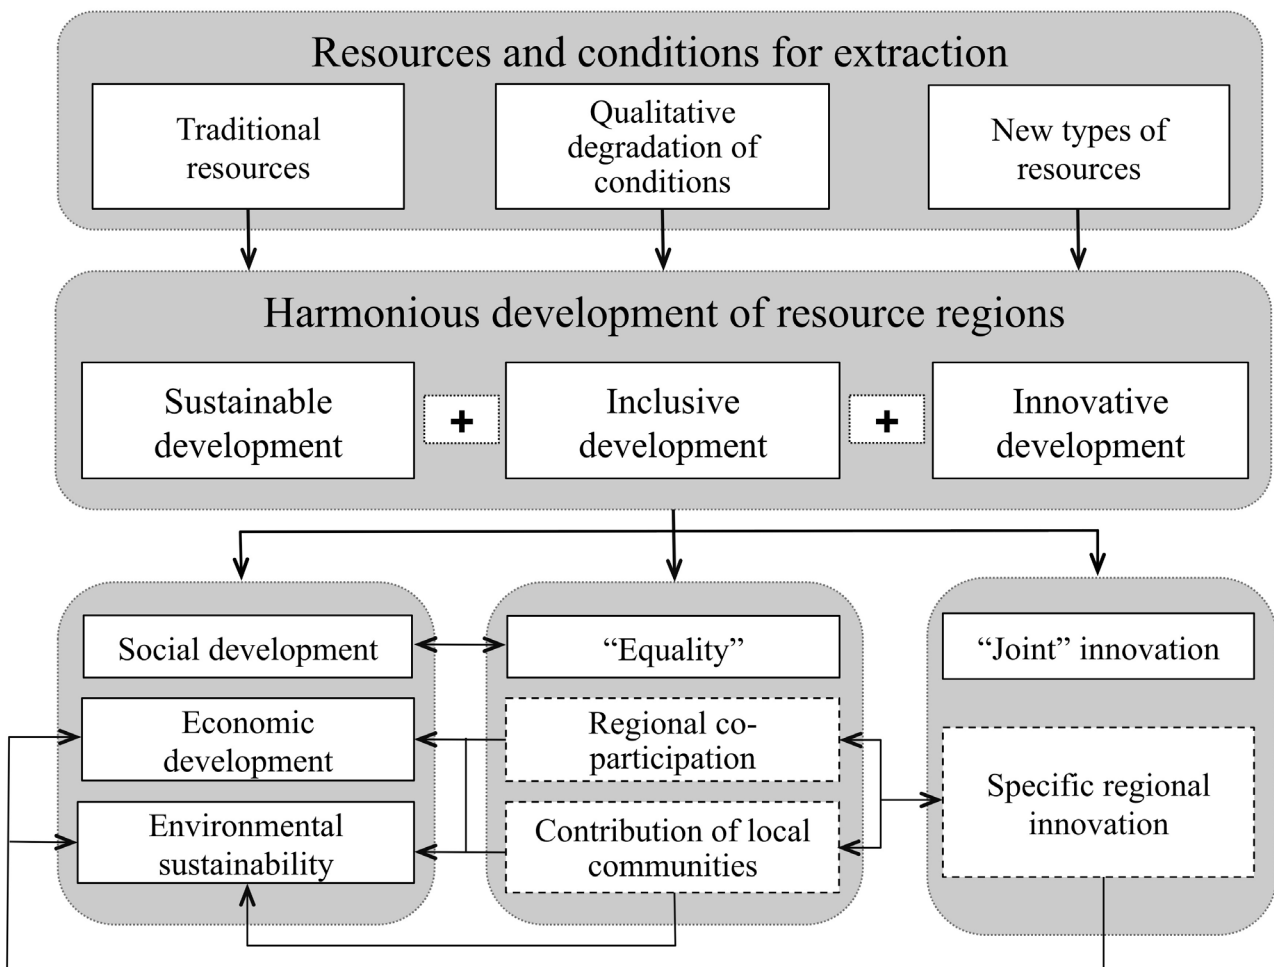 Resources and conditions for extraction
Traditional
resources
Qualitative
degradation of
conditions
New types of
resources
Harmonious development of resource regions
Sustainable
development
+
Inclusive
development
+
Innovative
development
Social development
Economic
development
Environmental
sustainability
“Equality”
Regional co-
participation
Contribution of local
communities
“Joint” innovation
Specific regional
innovation